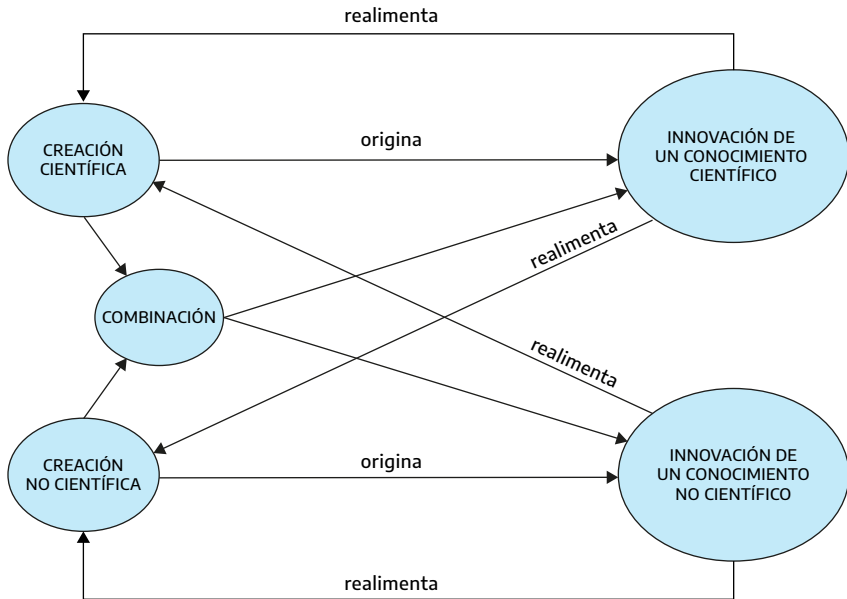 realimenta
CREACIÓN
CIENTÍFICA
origina
INNOVACIÓN DE
UN CONOCIMIENTO
CIENTÍFICO
realimenta
COMBINACIÓN
realimenta
CREACIÓN
NO CIENTÍFICA
origina
INNOVACIÓN DE
UN CONOCIMIENTO
NO CIENTÍFICO
realimenta